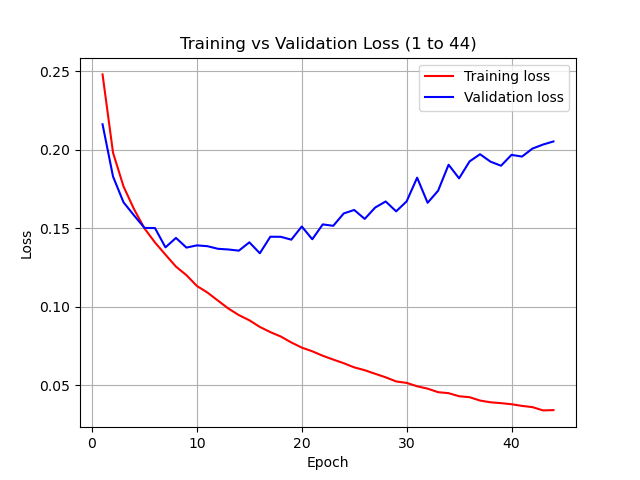 Training vs Validation Loss (1 to 44)
Training loss
Validation loss
0.25
0.20
0.15
0.10
0.05
Loss
0
10
20
30
40
Epoch